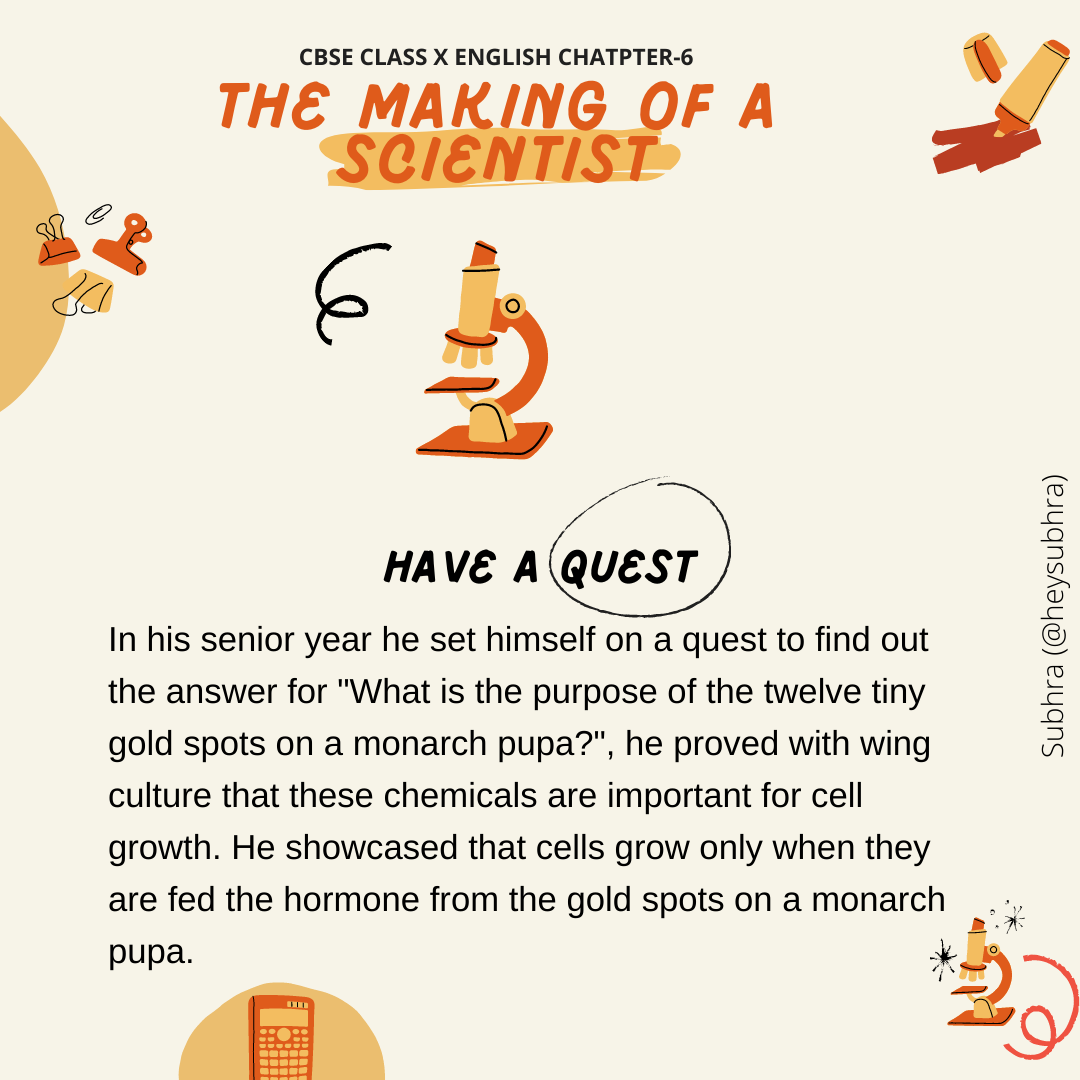 CBSE CLASS X ENGLISH CHATPTER-6
THE MAKING OF A
SCIENTIST
HAVE A QUEST
In his senior year he set himself on a quest to find out
the answer for "What is the purpose of the twelve tiny
gold spots on a monarch pupa?", he proved with wing
culture that these chemicals are important for cell
growth. He showcased that cells grow only when they
are fed the hormone from the gold spots on a monarch
pupa.
Subhra (@heysubhra)